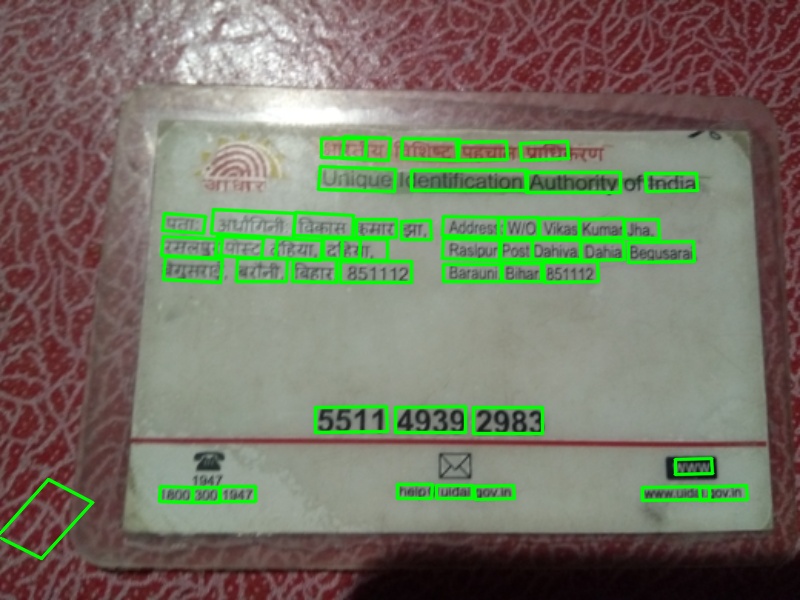 आधार
भारतीय विशिष्ट पहचान प्राधिकरण
Unique Identification Authority of India
पता: अर्धांगिनी: विकास कुमार झा,
रसलपुर पोस्ट दहिया, दहिया,
बेगुसराई, बरौनी, बिहार 851112
Address: W/O Vikas Kumar Jha.
Rasipur Post Dahiva Dahia Begusarai
Barauni Bihar 851112
5511 4939 2983
1947
1800 300 1947
help@uidai.gov.in
WWW
www.uidai.gov.in